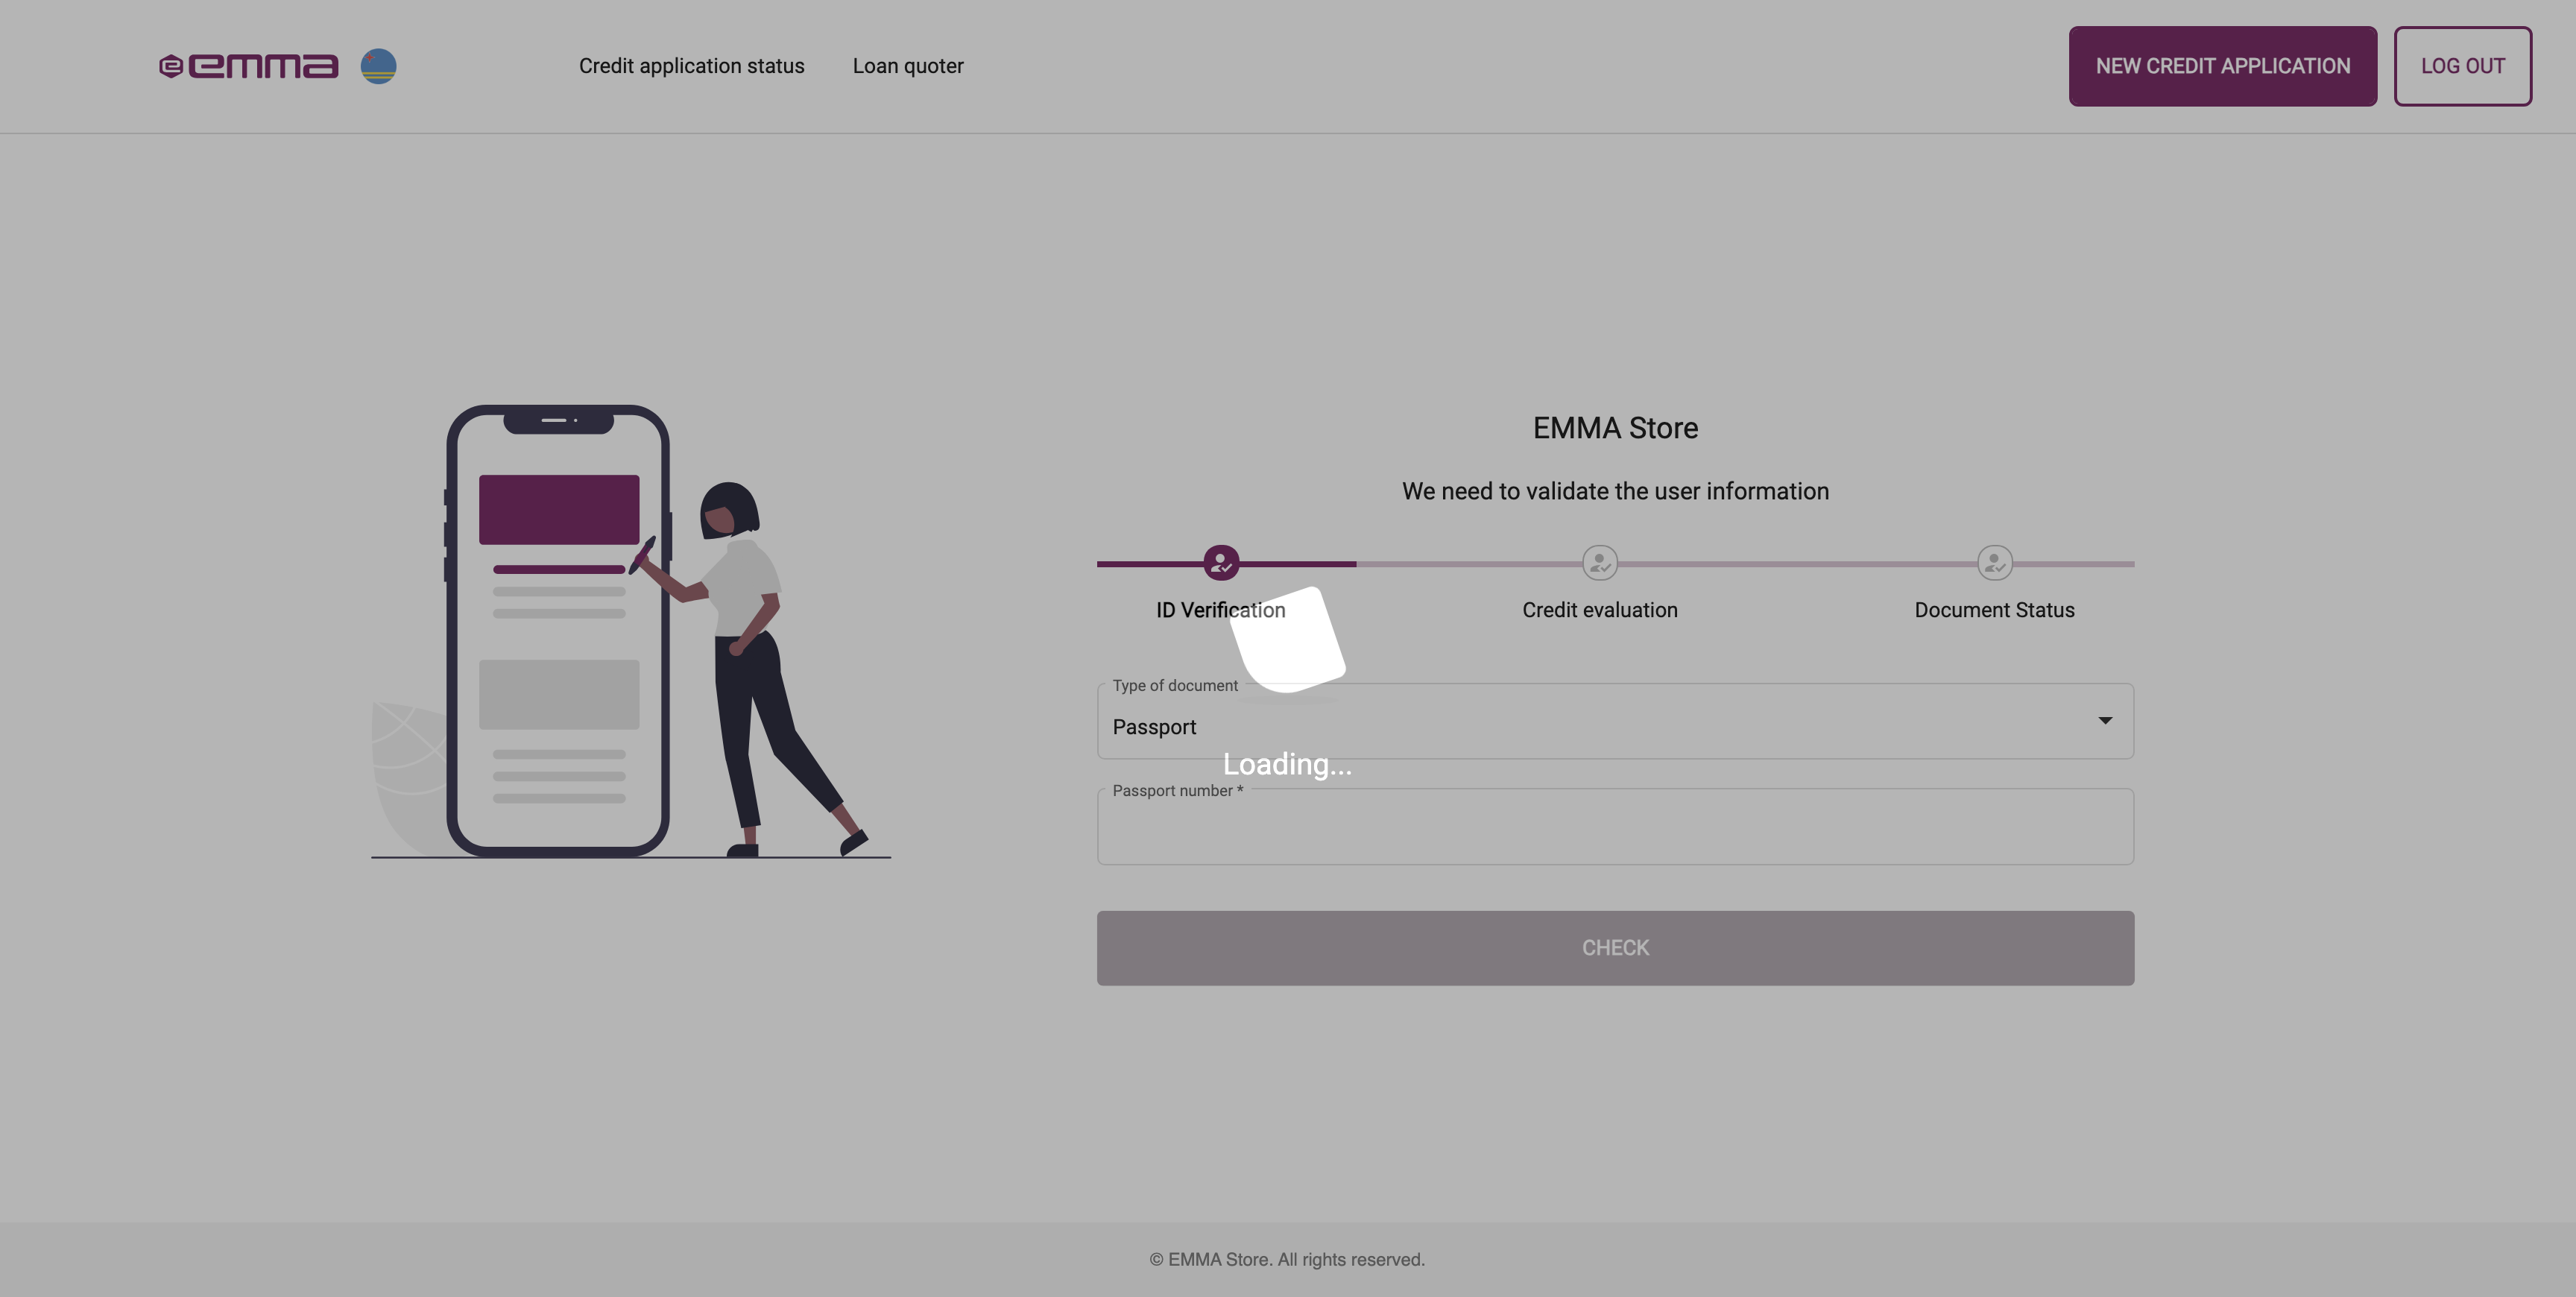 emma
Credit application status
Loan quoter
NEW CREDIT APPLICATION
LOG OUT
EMMA Store
We need to validate the user information
ID Verification
Credit evaluation
Document Status
Type of document
Passport
Loading...
Passport number *
CHECK
© EMMA Store. All rights reserved.